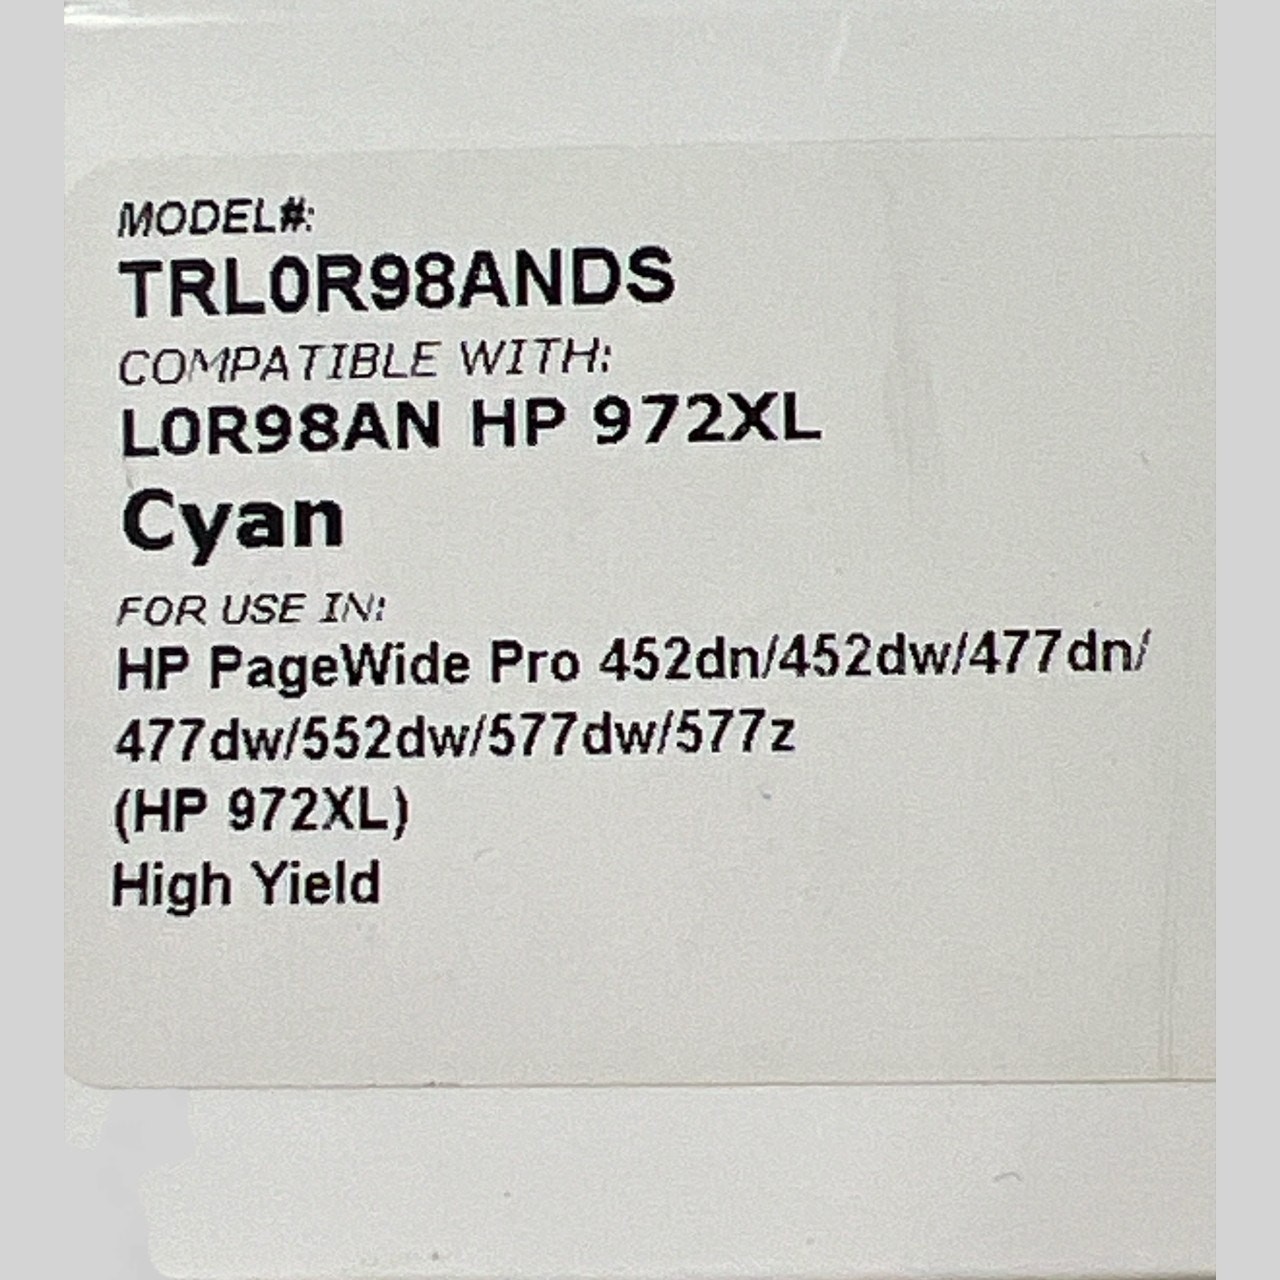 MODEL#:
TRL0R98ANDS
COMPATIBLE WITH:
L0R98AN HP 972XL
Cyan
FOR USE IN:
HP PageWide Pro 452dn/452dw/477dn/
477dw/552dw/577dw/577z
(HP 972XL)
High Yield